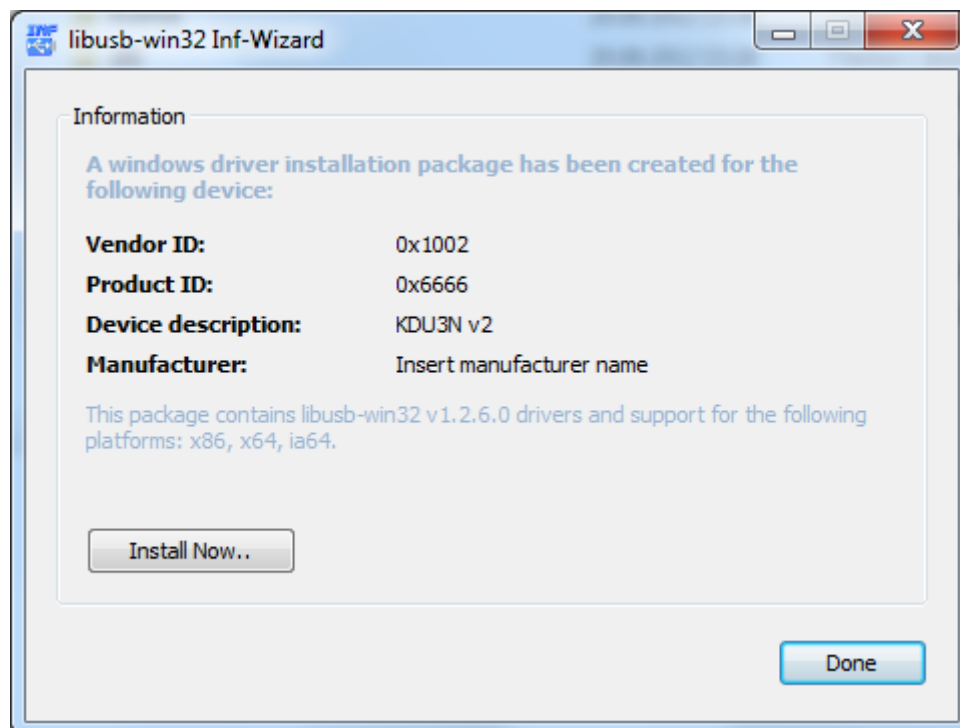 libusb-win32 Inf-Wizard
Information
A windows driver installation package has been created for the
following device:
Vendor ID: 0x1002
Product ID: 0x6666
Device description: KDU3N v2
Manufacturer: Insert manufacturer name
This package contains libusb-win32 v1.2.6.0 drivers and support for the following
platforms: x86, x64, ia64.
Install Now..
Done